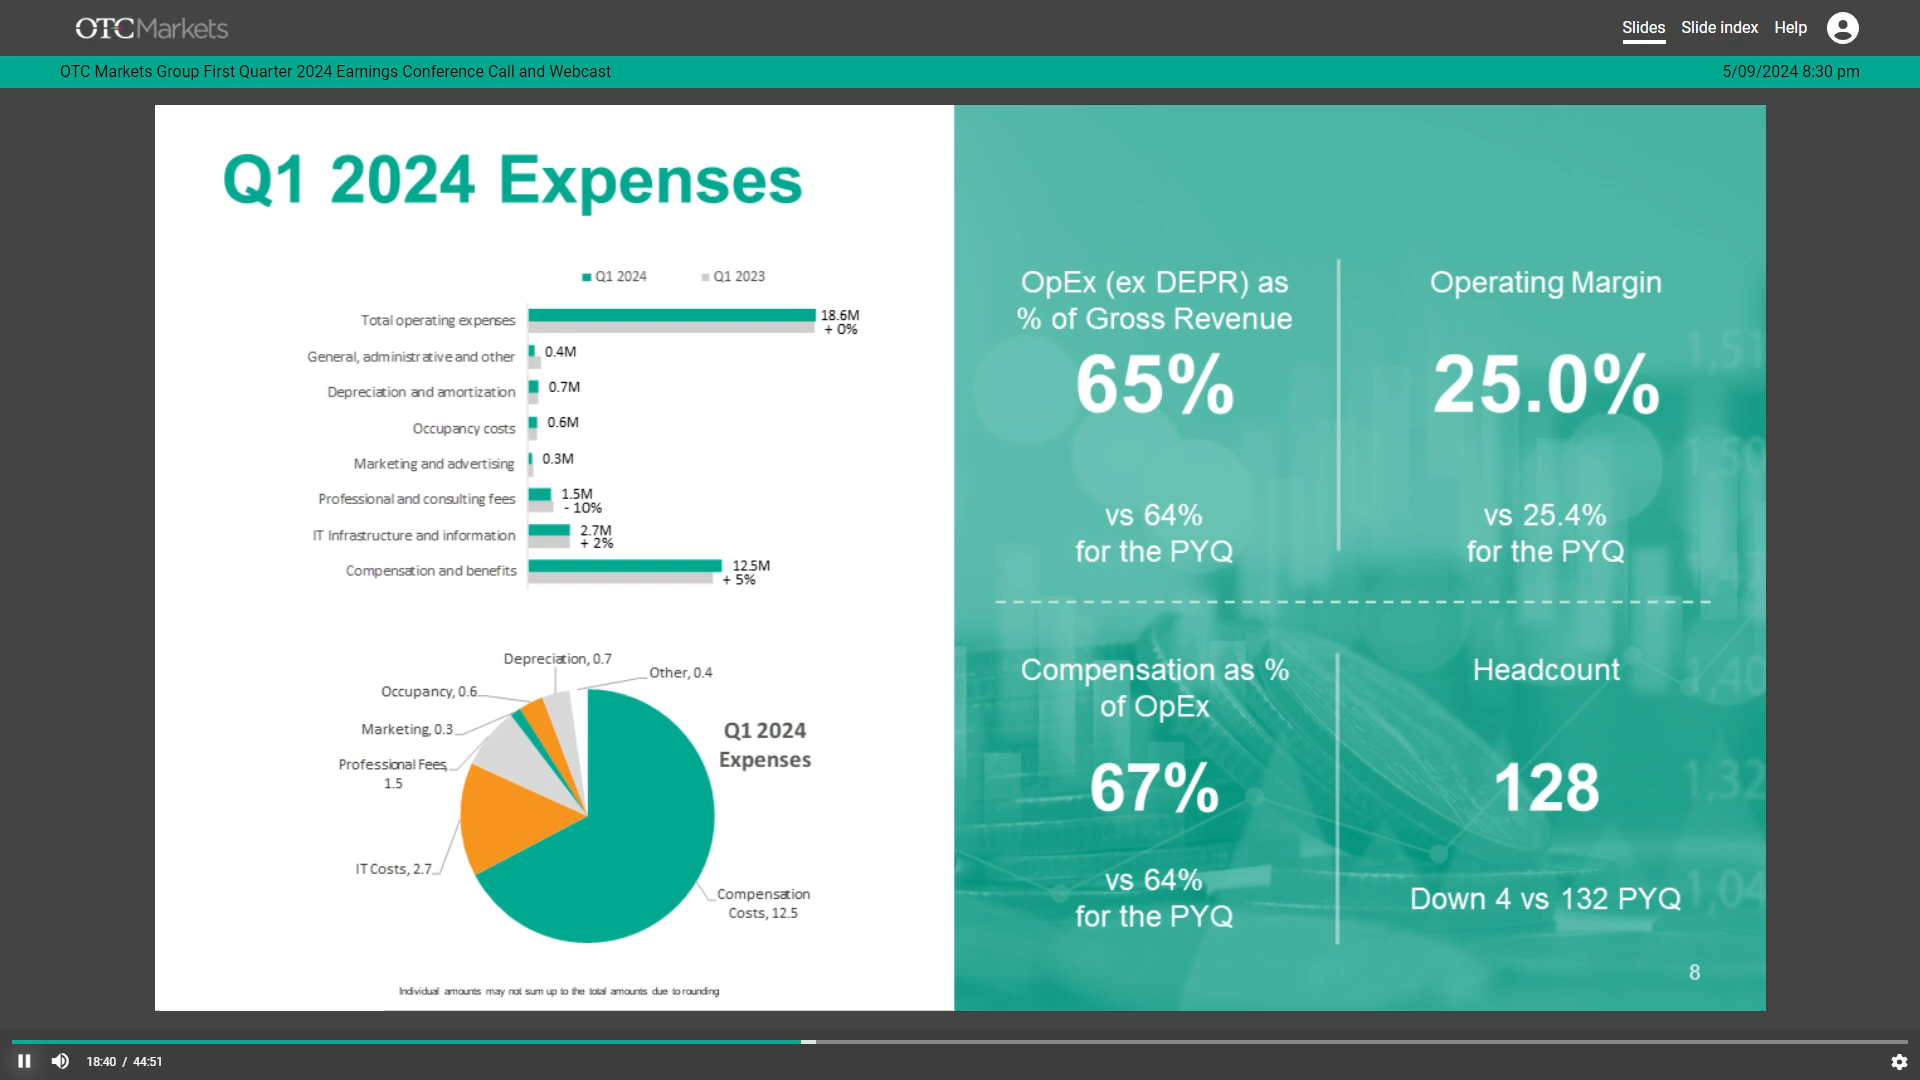 OTC Markets
Slides
Slide index
Help
OTC Markets Group First Quarter 2024 Earnings Conference Call and Webcast
5/09/2024 8:30 pm
Q1 2024 Expenses
Q1 2024
Q1 2023
Total operating expenses
18.6M
+ 0%
General, administrative and other
0.4M
Depreciation and amortization
0.7M
Occupancy costs
0.6M
Marketing and advertising
0.3M
Professional and consulting fees
1.5M
- 10%
IT Infrastructure and information
2.7M
+ 2%
Compensation and benefits
12.5M
+ 5%
Depreciation, 0.7
Other, 0.4
Occupancy, 0.6
Marketing, 0.3
Professional Fees,
1.5
IT Costs, 2.7
Compensation
Costs, 12.5
Q1 2024
Expenses
Individual amounts may not sum up to the total amounts due to rounding
OpEx (ex DEPR) as
% of Gross Revenue
65%
vs 64%
for the PYQ
Operating Margin
25.0%
vs 25.4%
for the PYQ
Compensation as %
of OpEx
67%
vs 64%
for the PYQ
Headcount
128
Down 4 vs 132 PYQ
8
18:40 / 44:51